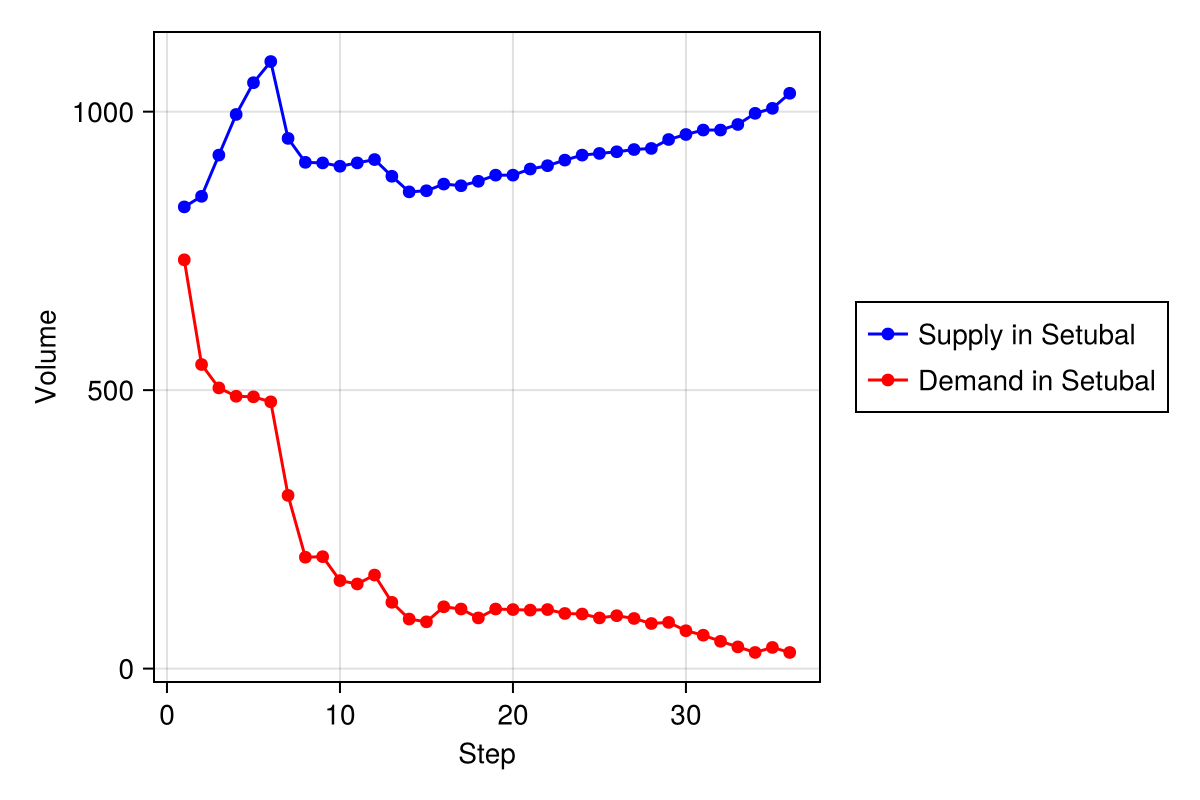 1000
500
0
Volume
0 10 20 30
Step
Supply in Setubal
Demand in Setubal